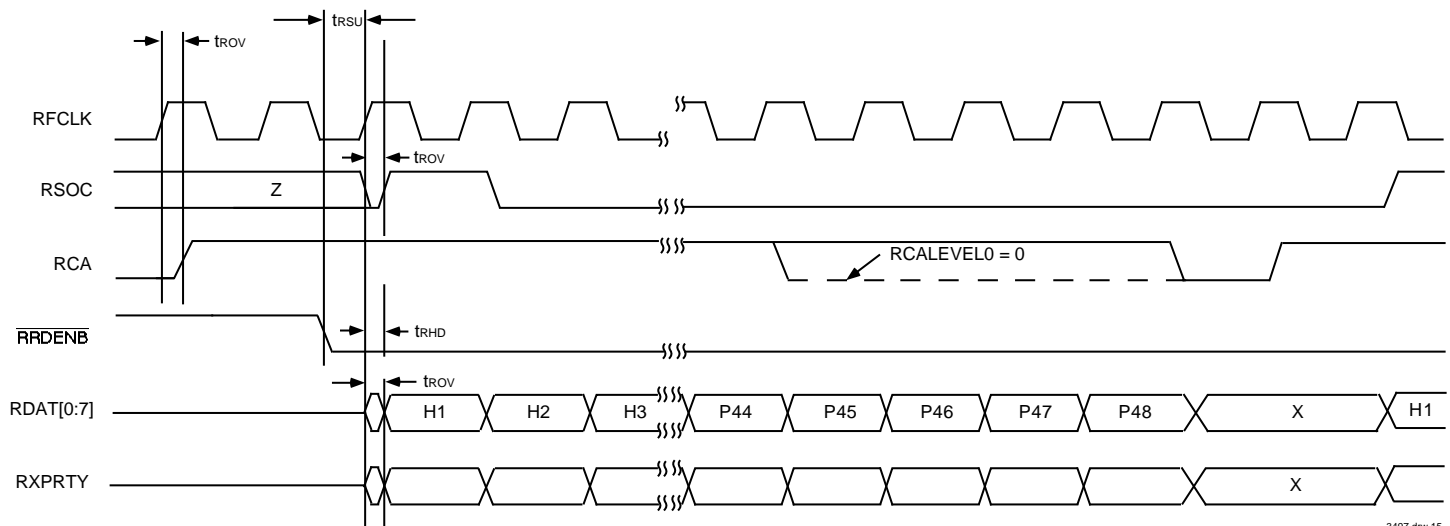 tRSU
tROV
RFCLK
tROV
RSOC
Z
RCA
RCALEVEL0 = 0
RRDENB
tRHD
tROV
RDAT[0:7]
H1 H2 H3 P44 P45 P46 P47 P48 X H1
RXPRTY
X